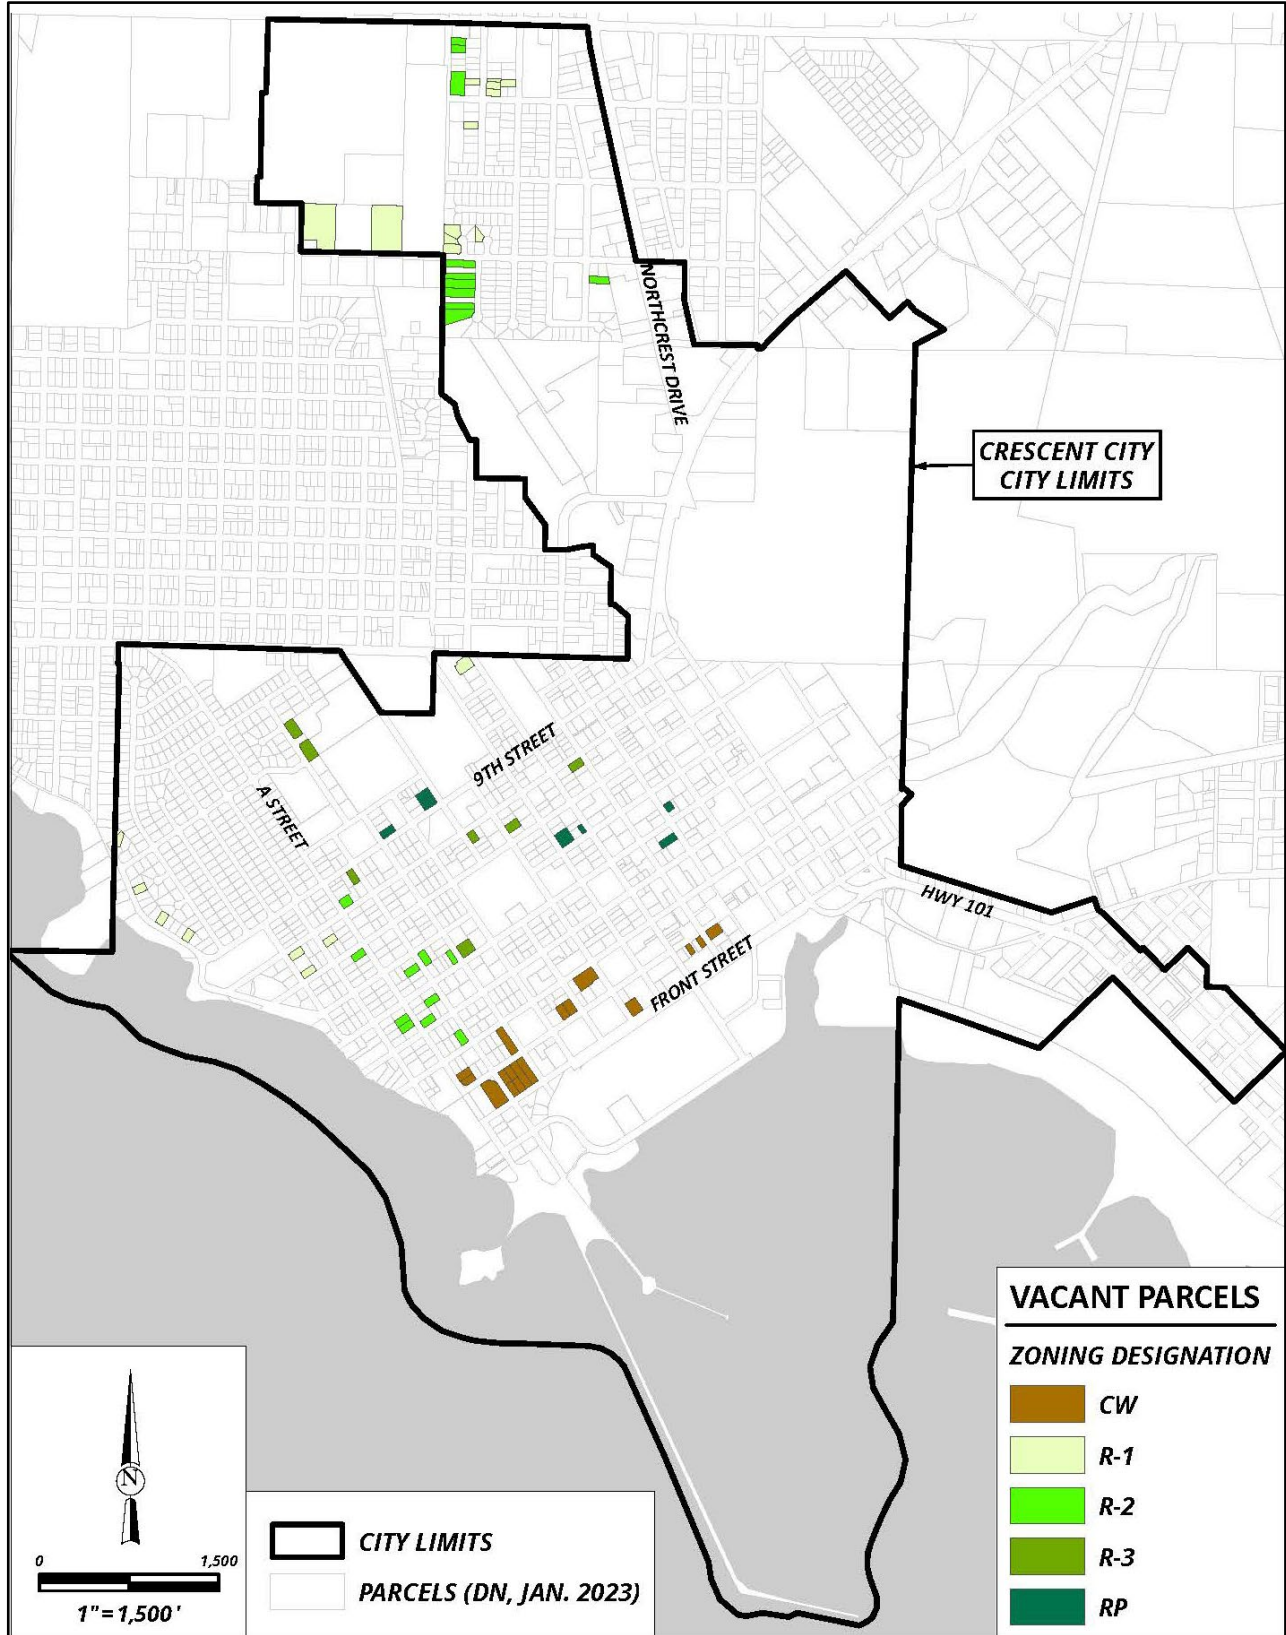 NORTHCREST DRIVE
CRESCENT CITY
CITY LIMITS
9TH STREET
A STREET
HWY 101
FRONT STREET
VACANT PARCELS
ZONING DESIGNATION
CW
R-1
R-2
R-3
RP
N
0 1,500
1"=1,500'
CITY LIMITS
PARCELS (DN, JAN. 2023)